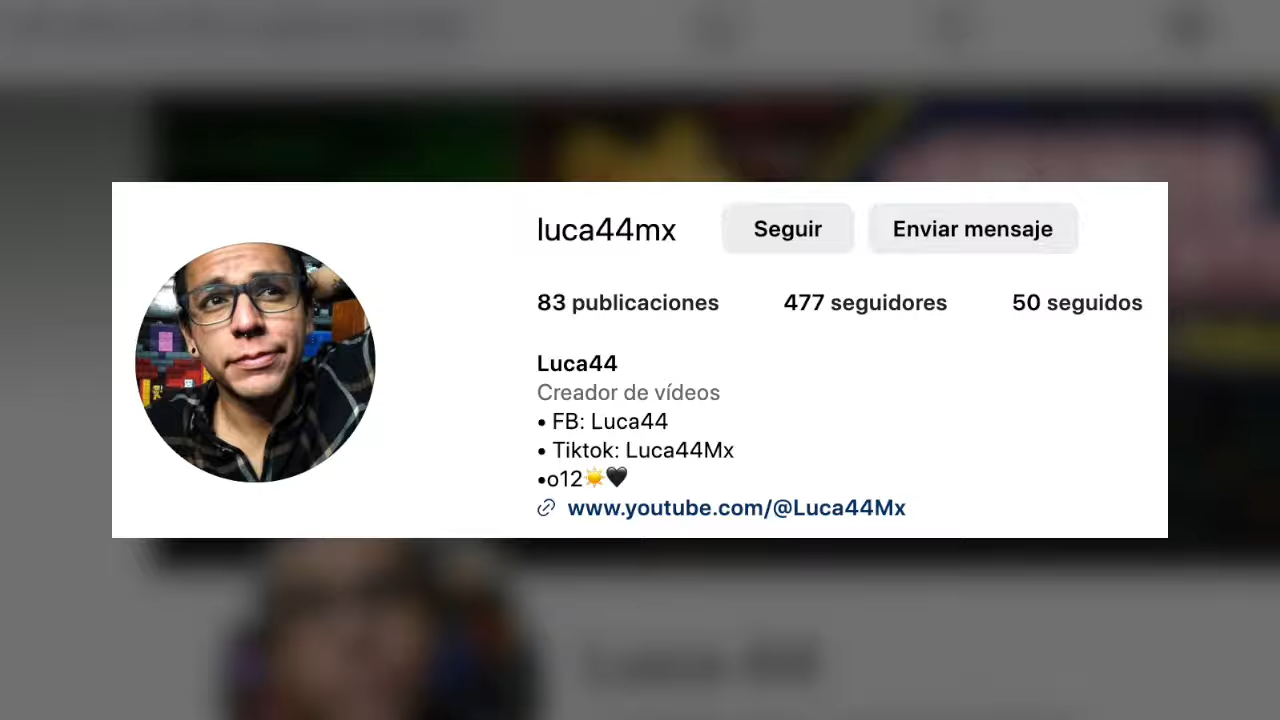 luca44mx Seguir Enviar mensaje
83 publicaciones 477 seguidores 50 seguidos
Luca44
Creador de vídeos
• FB: Luca44
• Tiktok: Luca44Mx
•o12☀️🖤
www.youtube.com/@Luca44Mx